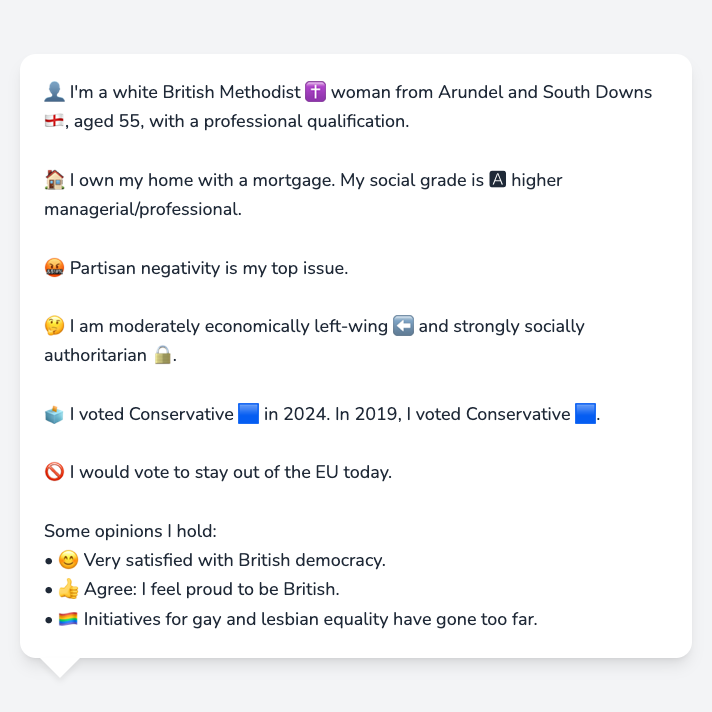 👤 I'm a white British Methodist ✝️ woman from Arundel and South Downs
🏴󠁧󠁢󠁥󠁮󠁧󠁿, aged 55, with a professional qualification.
🏠 I own my home with a mortgage. My social grade is 🅰 higher
managerial/professional.
🤬 Partisan negativity is my top issue.
🤔 I am moderately economically left-wing ⬅️ and strongly socially
authoritarian 🔒.
🗳️ I voted Conservative 🟦 in 2024. In 2019, I voted Conservative 🟦.
🚫 I would vote to stay out of the EU today.
Some opinions I hold:
• 😊 Very satisfied with British democracy.
• 👍 Agree: I feel proud to be British.
• 🏳️‍🌈 Initiatives for gay and lesbian equality have gone too far.